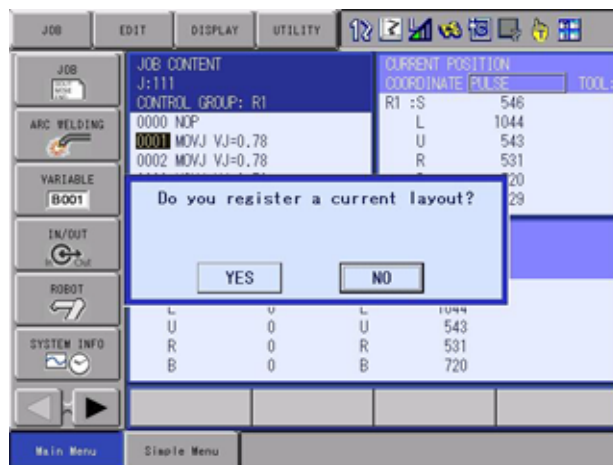 JOB EDIT DISPLAY UTILITY
JOB
ARC WELDING
VARIABLE
B001
IN/OUT
In Out
ROBOT
SYSTEM INFO
JOB CONTENT
J:111
CONTROL GROUP: R1
0000 NOP
0001 MOVJ VJ=0.78
0002 MOVJ VJ=0.78
CURRENT POSITION
COORDINATE PULSE TOOL:
R1 :S 546
L 1044
U 543
R 531
720
29
Do you register a current layout?
YES NO
L 0 L 1044
U 0 U 543
R 0 R 531
B 0 B 720
Main Menu Simple Menu